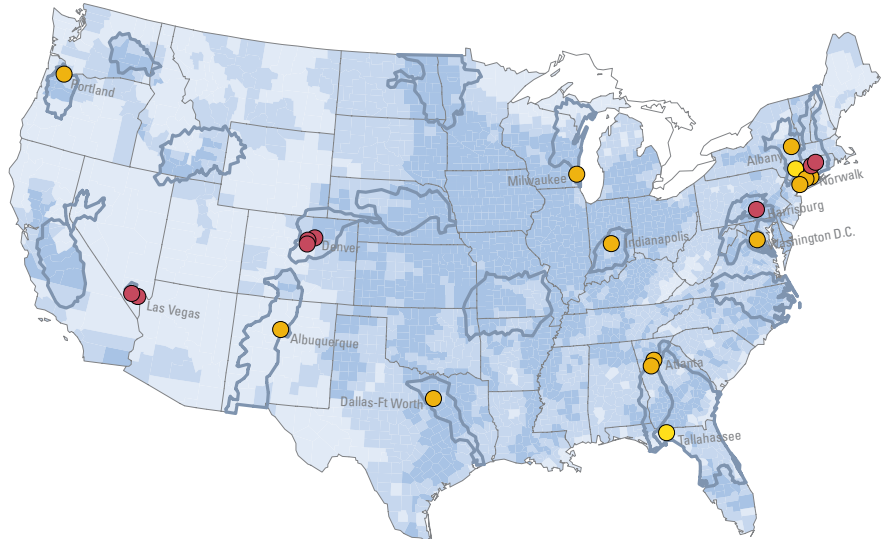 Portland
Albany
Milwaukee
Norwalk
Harrisburg
Washington D.C.
Indianapolis
Denver
Las Vegas
Albuquerque
Atlanta
Dallas-Ft Worth
Tallahassee